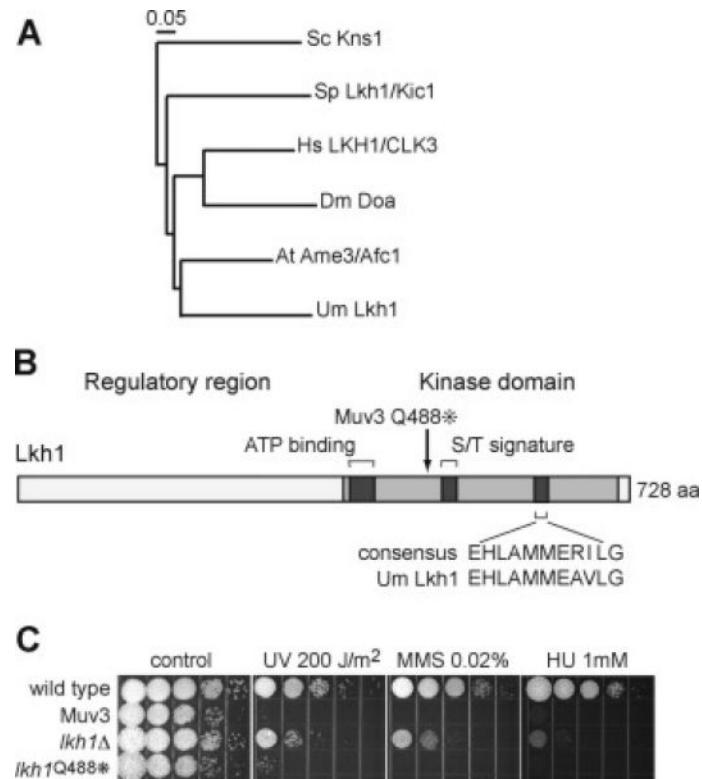 A
0.05
Sc Kns1
Sp Lkh1/Kic1
Hs LKH1/CLK3
Dm Doa
At Ame3/Afc1
Um Lkh1
B
Regulatory region Kinase domain
Muv3 Q488※
ATP binding S/T signature
Lkh1
728 aa
consensus EHLAMMERILG
Um Lkh1 EHLAMMEAVLG
C
control UV 200 J/m² MMS 0.02% HU 1mM
wild type
Muv3
lkh1Δ
lkh1Q488※